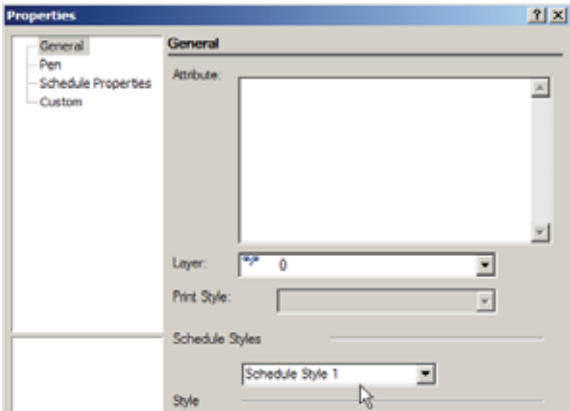 Properties
General
Pen
Schedule Properties
Custom
General
Attribute:
Layer: 0
Print Style:
Schedule Styles
Schedule Style 1
Style